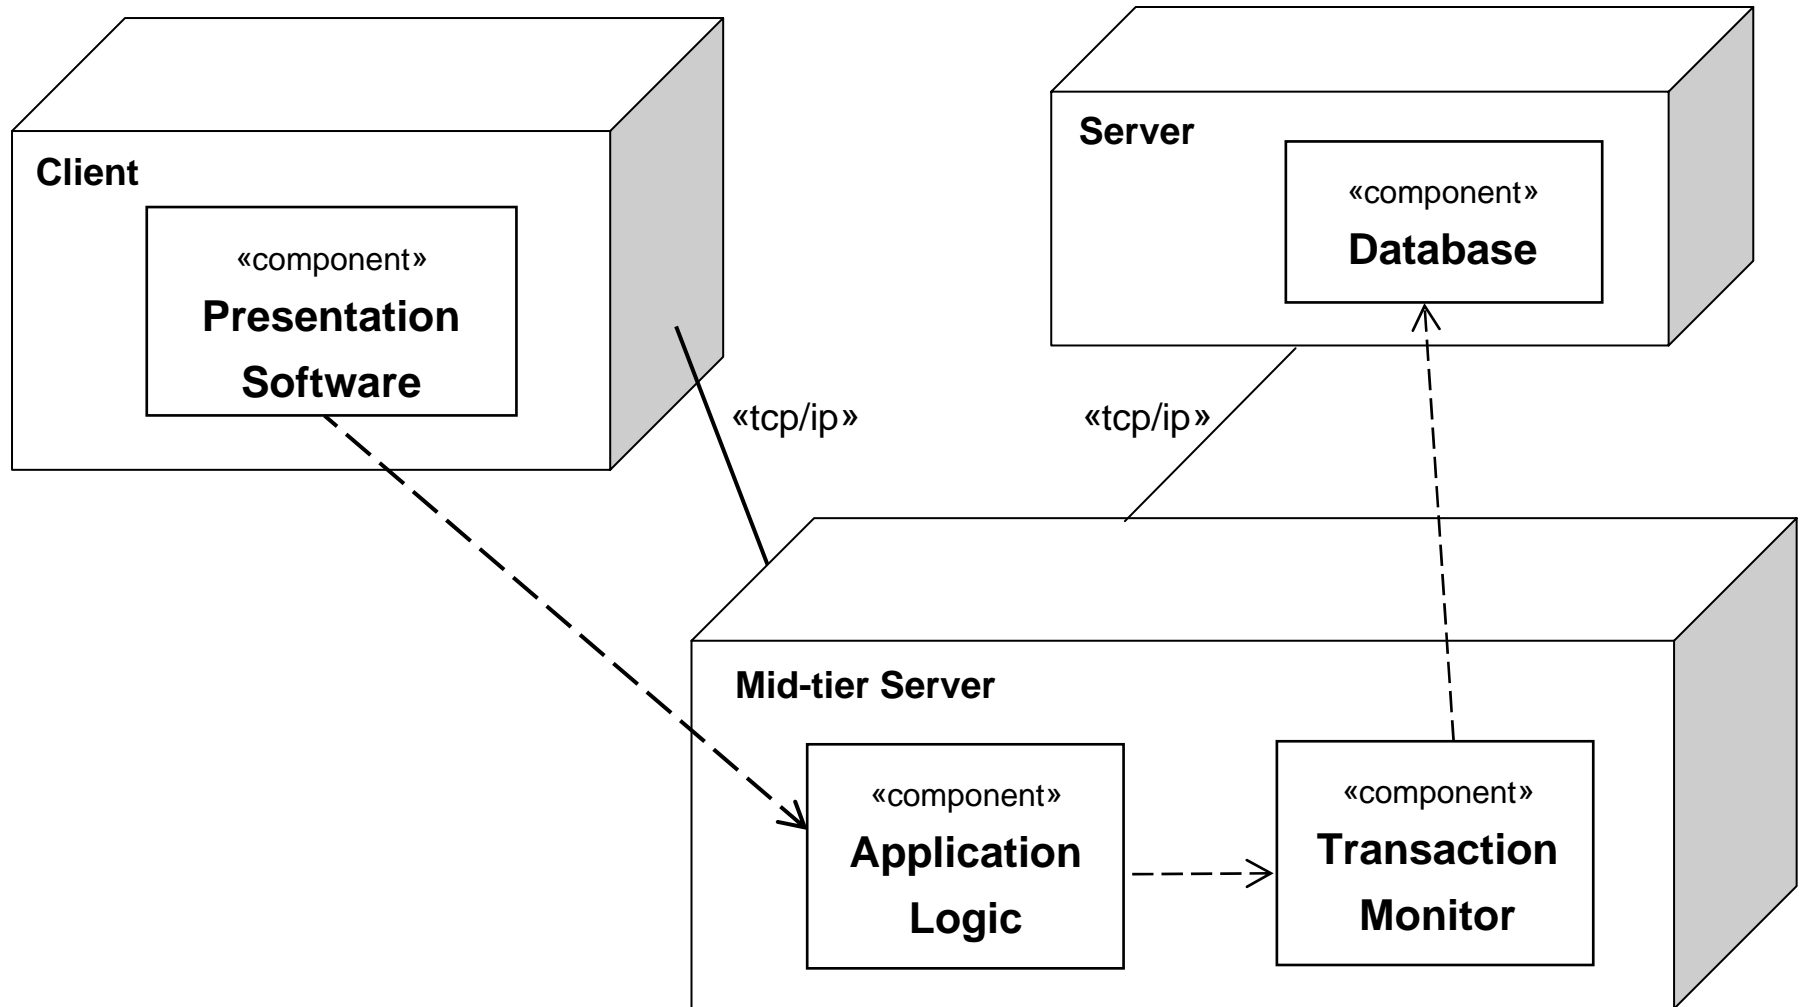 Client
«component»
Presentation
Software
Server
«component»
Database
«tcp/ip»
«tcp/ip»
Mid-tier Server
«component»
Application
Logic
«component»
Transaction
Monitor